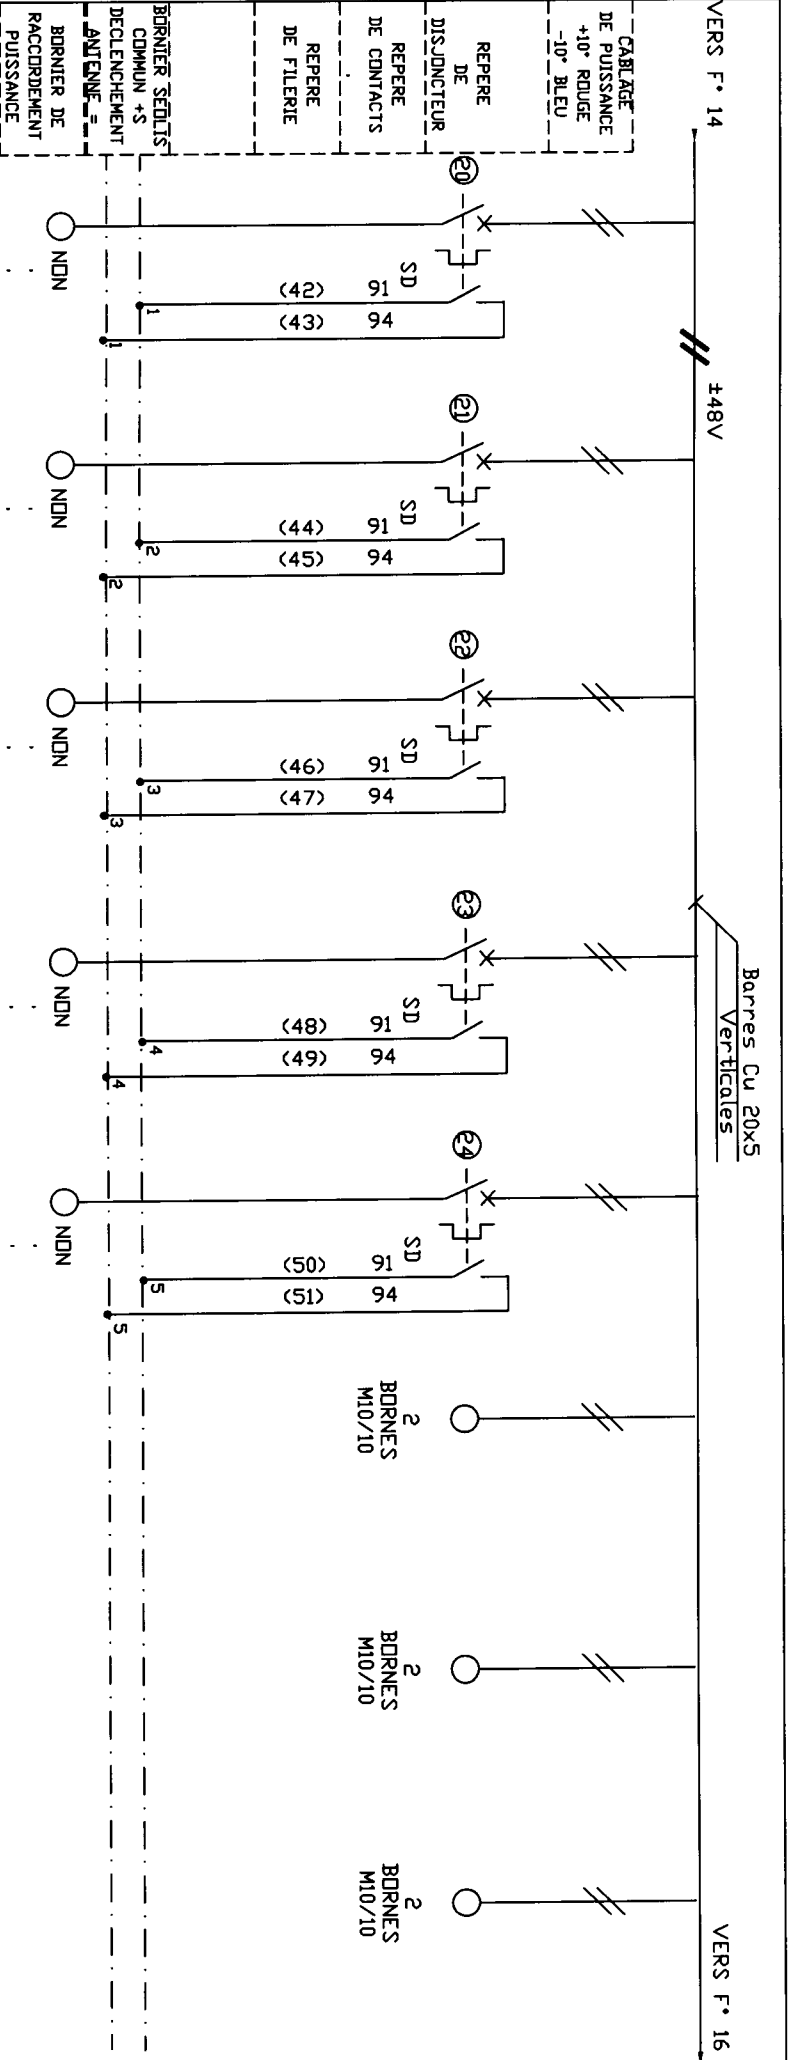 VERS F° 14
±48V
Barres Cu 20x5
Verticales
VERS F° 16
CABLAGE
DE PUISSANCE
+10° ROUGE
-10° BLEU
REPERE
DE
DISJONCTEUR
REPERE
DE CONTACTS
REPERE
DE FILERIE
BORNIER SEOLIS
COMMUN +S
DECLENCHEMENT
ANTENNE =
BORNIER DE
RACCORDEMENT
PUISSANCE
20
SD
91
94
(42)
(43)
1
1
NON
21
SD
91
94
(44)
(45)
2
2
NON
22
SD
91
94
(46)
(47)
3
3
NON
23
SD
91
94
(48)
(49)
4
4
NON
24
SD
91
94
(50)
(51)
5
5
NON
2
BORNES
M10/10
2
BORNES
M10/10
2
BORNES
M10/10